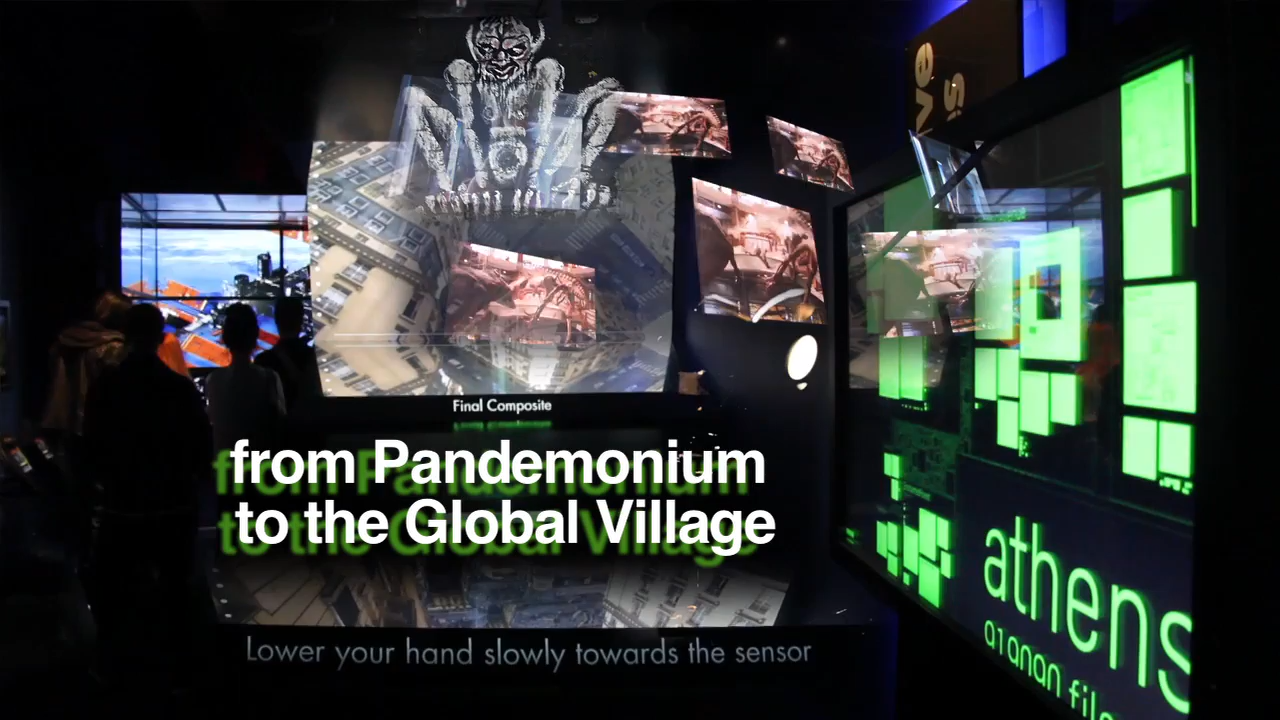 Final Composite
from Pandemonium
to the Global Village
Lower your hand slowly towards the sensor
athens